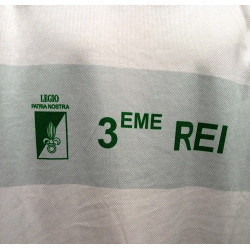 LEGIO
PATRIA NOSTRA
3EME REI